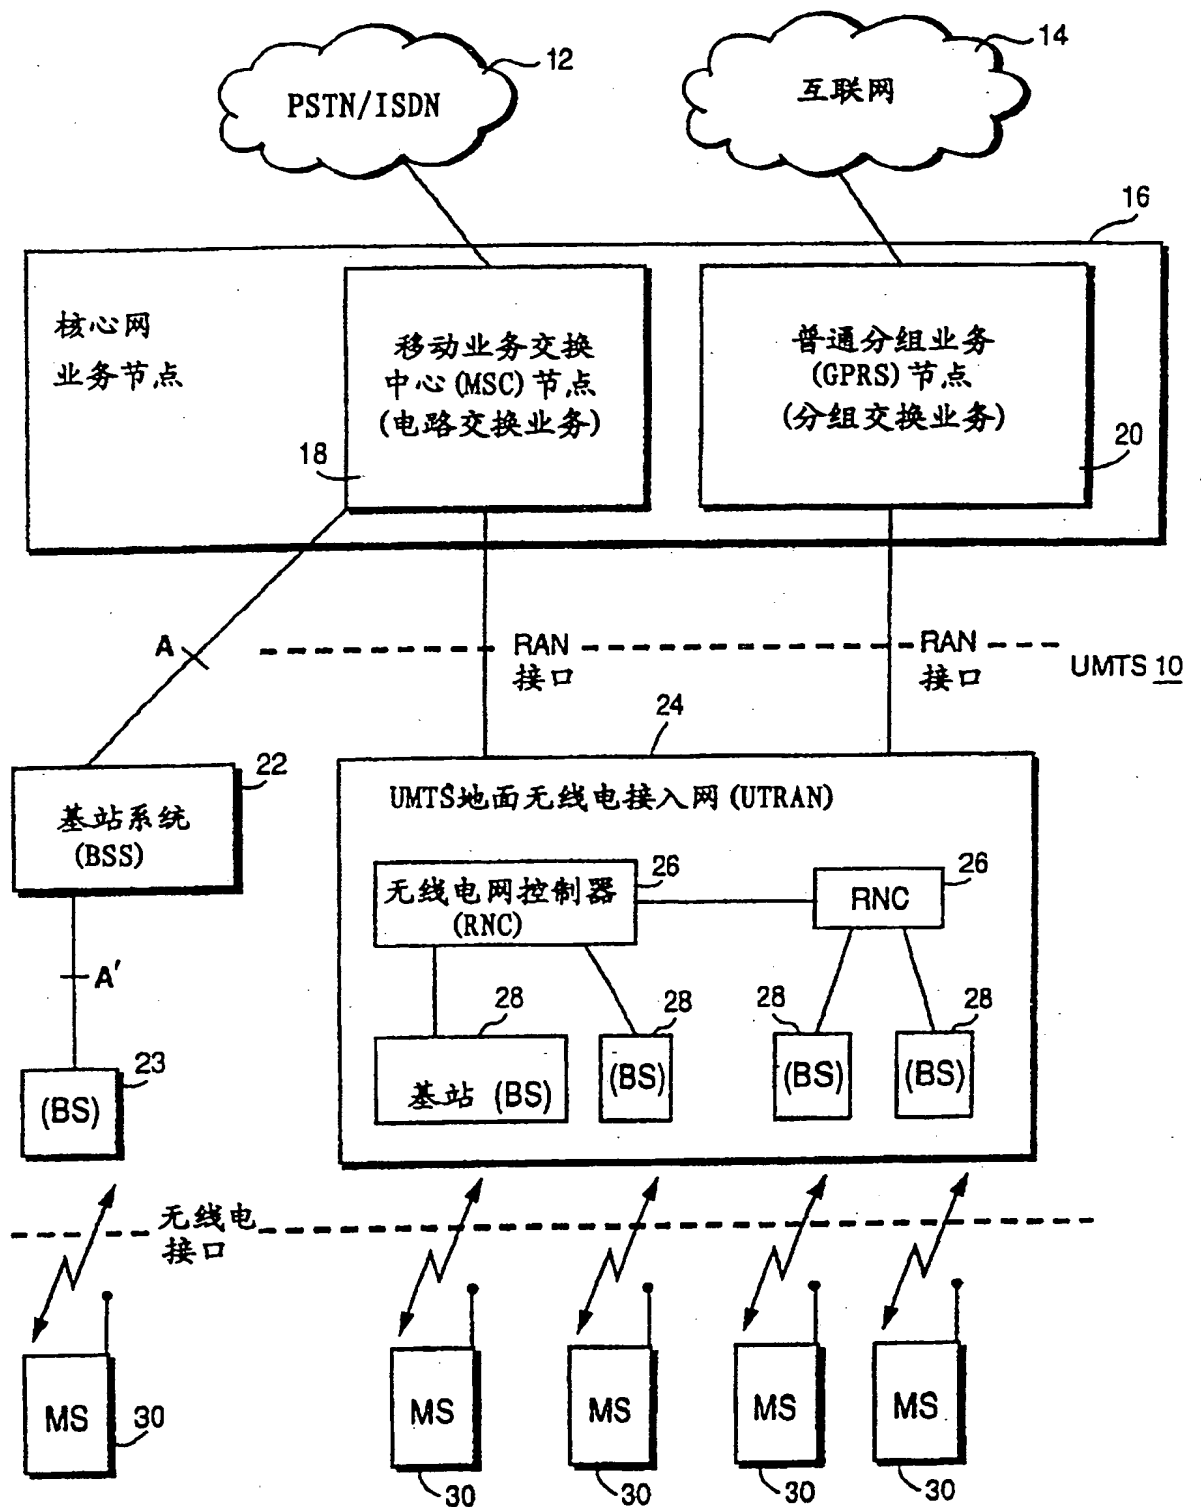 12
PSTN/ISDN
14
互联网
16
核心网
业务节点
移动业务交换
中心(MSC)节点
(电路交换业务)
18
普通分组业务
(GPRS)节点
(分组交换业务)
20
A
RAN
接口
RAN
接口
UMTS 10
24
22
基站系统
(BSS)
UMTS地面无线电接入网(UTRAN)
无线电网控制器
(RNC)
26
RNC
26
A'
28
28
28
28
23
(BS)
基站 (BS)
(BS)
(BS)
(BS)
无线电
接口
MS
30
MS
30
MS
30
MS
30
MS
30